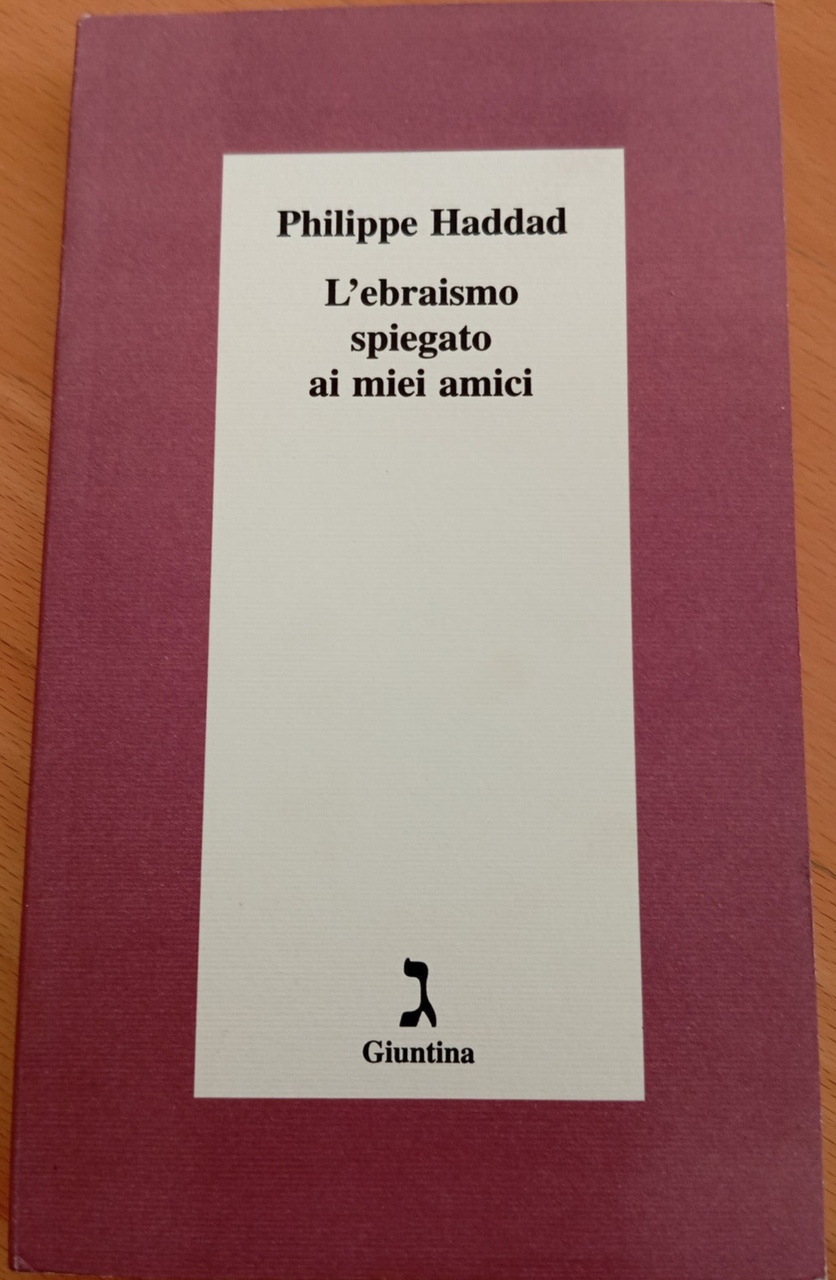 Philippe Haddad
L’ebraismo
spiegato
ai miei amici
ג
Giuntina